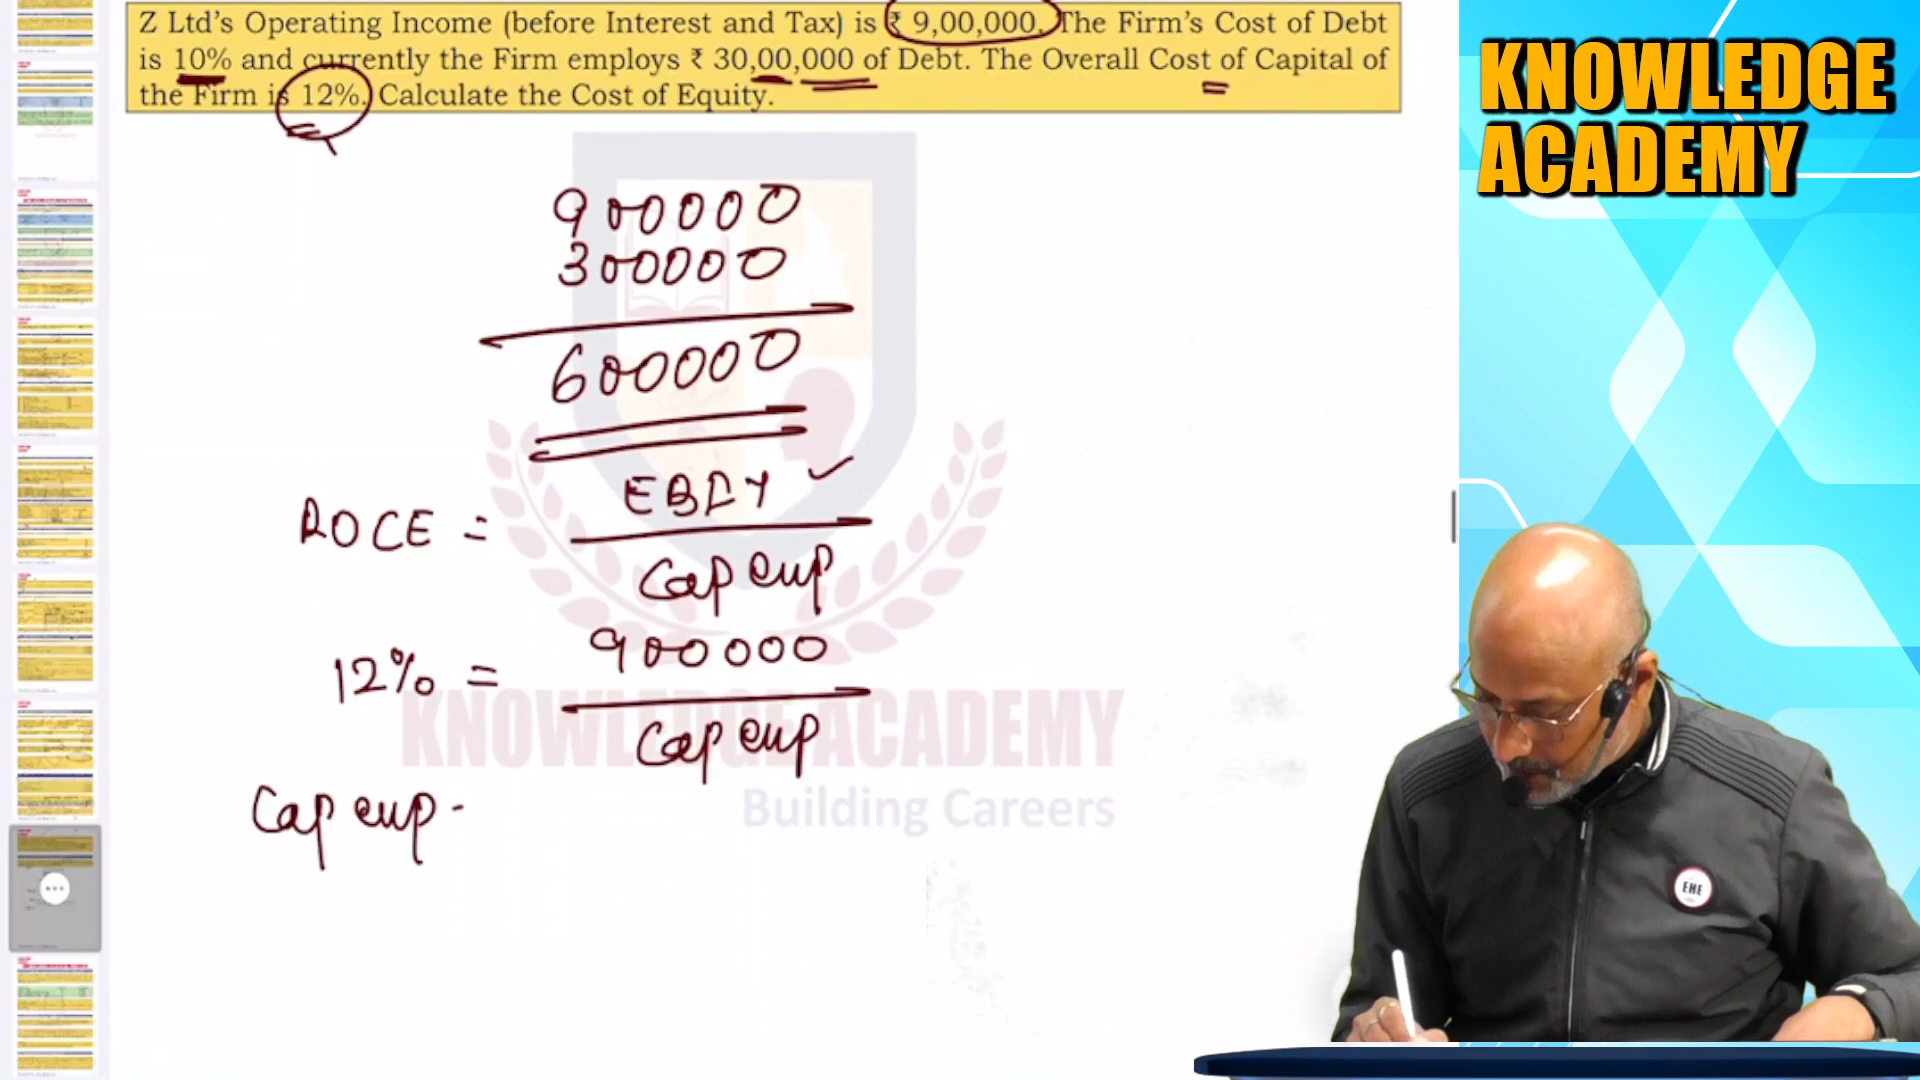 Z Ltd's Operating Income (before Interest and Tax) is ₹ 9,00,000. The Firm's Cost of Debt
is 10% and currently the Firm employs ₹ 30,00,000 of Debt. The Overall Cost of Capital of
the Firm is 12%. Calculate the Cost of Equity.
KNOWLEDGE
ACADEMY
900000
300000
600000
ROCE = EBIT
Cap emp
12% = 900000
Cap emp
Cap emp
KNOWLEDGE ACADEMY
Building Careers
EHE